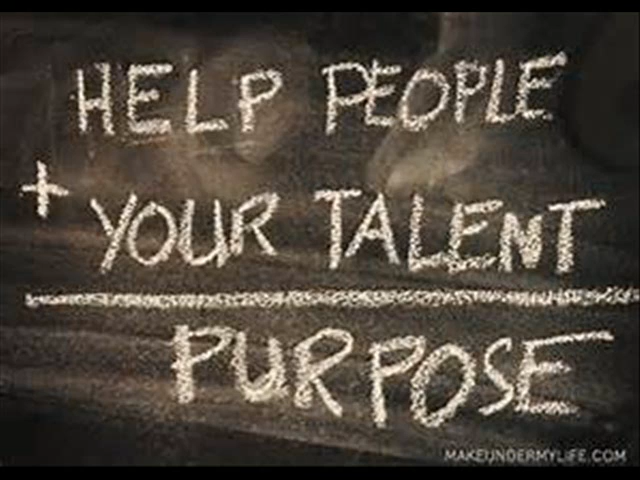 HELP PEOPLE
+ YOUR TALENT
PURPOSE
MAKEUNDERMYLIFE.COM